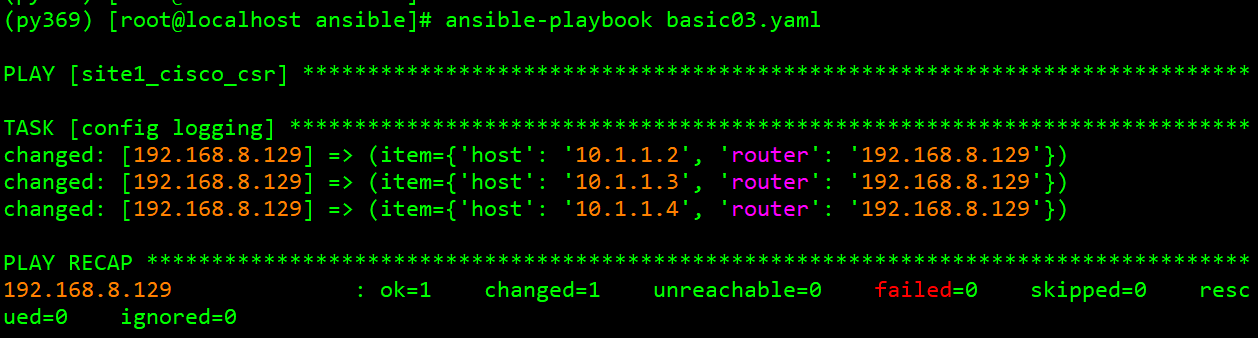 (py369) [root@localhost ansible]# ansible-playbook basic03.yaml
PLAY [site1_cisco_csr] *************************************************************************
TASK [config logging] **************************************************************************
changed: [192.168.8.129] => (item={'host': '10.1.1.2', 'router': '192.168.8.129'})
changed: [192.168.8.129] => (item={'host': '10.1.1.3', 'router': '192.168.8.129'})
changed: [192.168.8.129] => (item={'host': '10.1.1.4', 'router': '192.168.8.129'})
PLAY RECAP *************************************************************************************
192.168.8.129              : ok=1    changed=1    unreachable=0    failed=0    skipped=0    resc
ued=0    ignored=0